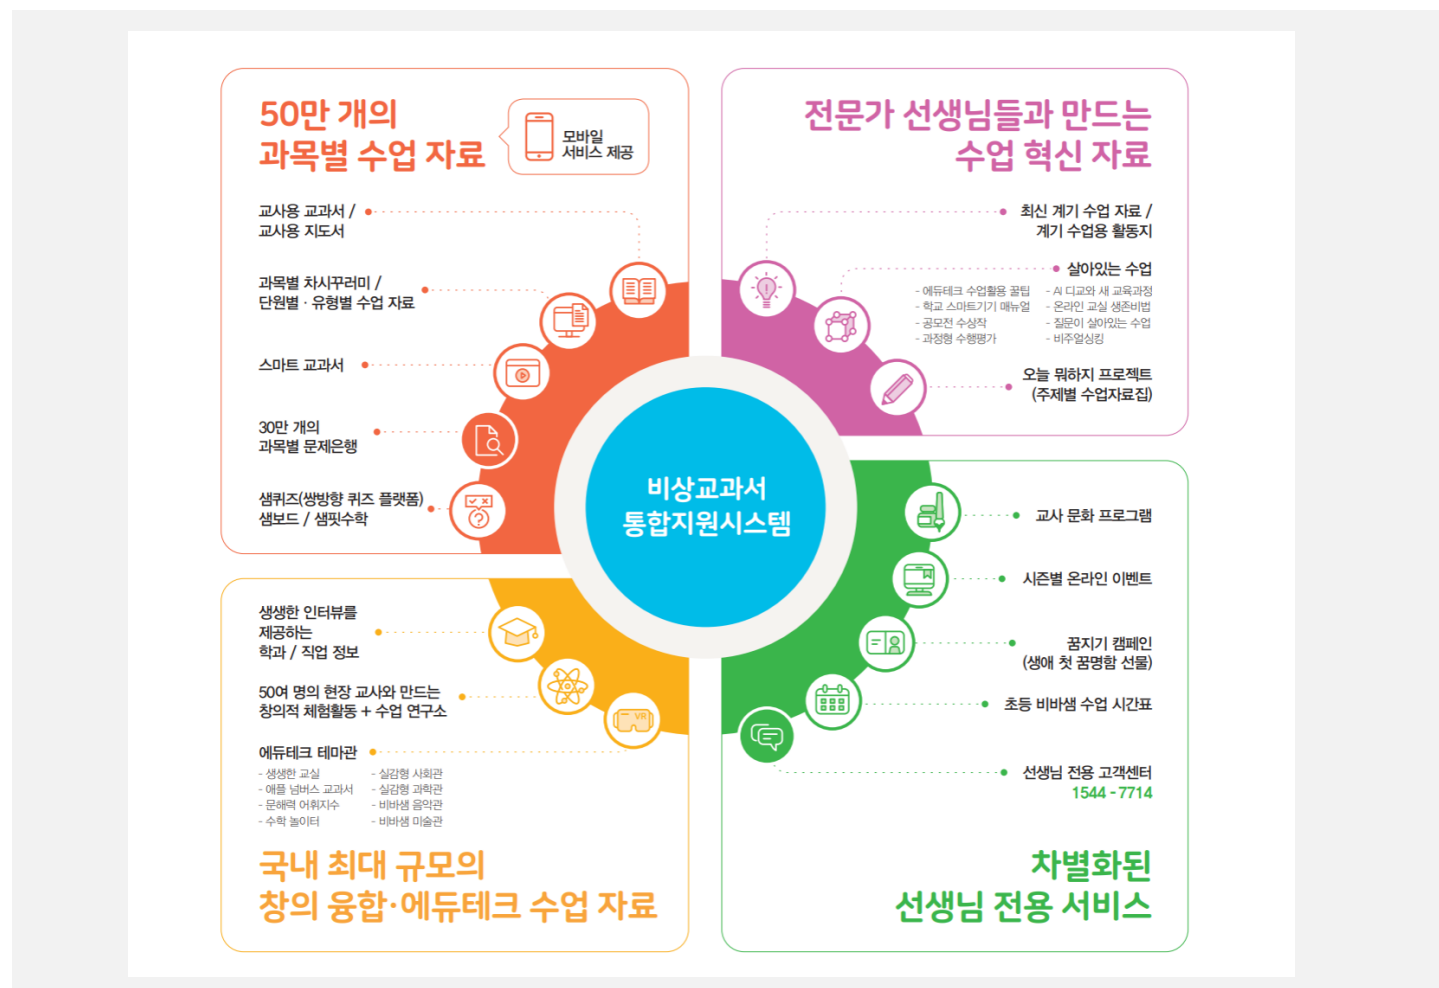 50만 개의
과목별 수업 자료
모바일
서비스 제공
교사용 교과서 /
교사용 지도서
과목별 차시꾸러미 /
단원별 · 유형별 수업 자료
스마트 교과서
30만 개의
과목별 문제은행
샘퀴즈(쌍방향 퀴즈 플랫폼)
샘보드 / 샘핏수학
전문가 선생님들과 만드는
수업 혁신 자료
최신 계기 수업 자료 /
계기 수업용 활동지
살아있는 수업
- 에듀테크 수업활용 꿀팁
- 학교 스마트기기 매뉴얼
- 공모전 수상작
- 과정형 수행평가
- AI 디교와 새 교육과정
- 온라인 교실 생존비법
- 질문이 살아있는 수업
- 비주얼싱킹
오늘 뭐하지 프로젝트
(주제별 수업자료집)
비상교과서
통합지원시스템
생생한 인터뷰를
제공하는
학과 / 직업 정보
50여 명의 현장 교사와 만드는
창의적 체험활동 + 수업 연구소
VR
에듀테크 테마관
- 생생한 교실
- 애플 넘버스 교과서
- 문해력 어휘지수
- 수학 놀이터
- 실감형 사회관
- 실감형 과학관
- 비바샘 음악관
- 비바샘 미술관
국내 최대 규모의
창의 융합·에듀테크 수업 자료
교사 문화 프로그램
시즌별 온라인 이벤트
꿈지기 캠페인
(생애 첫 꿈명함 선물)
초등 비바샘 수업 시간표
선생님 전용 고객센터
1544 - 7714
차별화된
선생님 전용 서비스